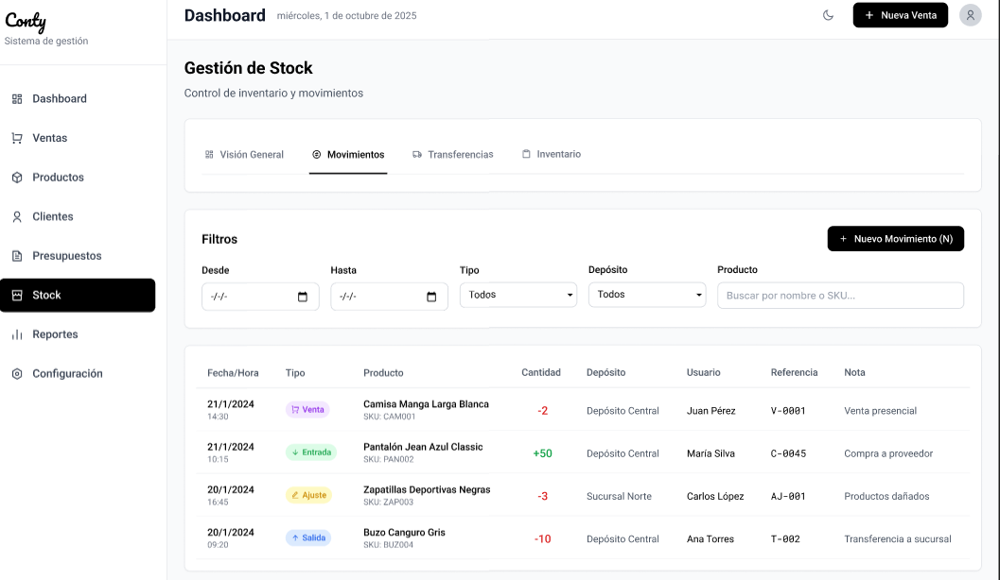 Conty
Sistema de gestión
Dashboard
Ventas
Productos
Clientes
Presupuestos
Stock
Reportes
Configuración
Dashboard miércoles, 1 de octubre de 2025 + Nueva Venta
Gestión de Stock
Control de inventario y movimientos
Visión General Movimientos Transferencias Inventario
Filtros + Nuevo Movimiento (N)
Desde Hasta Tipo Depósito Producto
-/-/- -/-/- Todos Todos Buscar por nombre o SKU...
Fecha/Hora Tipo Producto Cantidad Depósito Usuario Referencia Nota
21/1/2024 Venta Camisa Manga Larga Blanca -2 Depósito Central Juan Pérez V-0001 Venta presencial
14:30 SKU: CAM001
21/1/2024 ↓ Entrada Pantalón Jean Azul Classic +50 Depósito Central María Silva C-0045 Compra a proveedor
10:15 SKU: PAN002
20/1/2024 Ajuste Zapatillas Deportivas Negras -3 Sucursal Norte Carlos López AJ-001 Productos dañados
16:45 SKU: ZAP003
20/1/2024 ↑ Salida Buzo Canguro Gris -10 Depósito Central Ana Torres T-002 Transferencia a sucursal
09:20 SKU: BUZ004